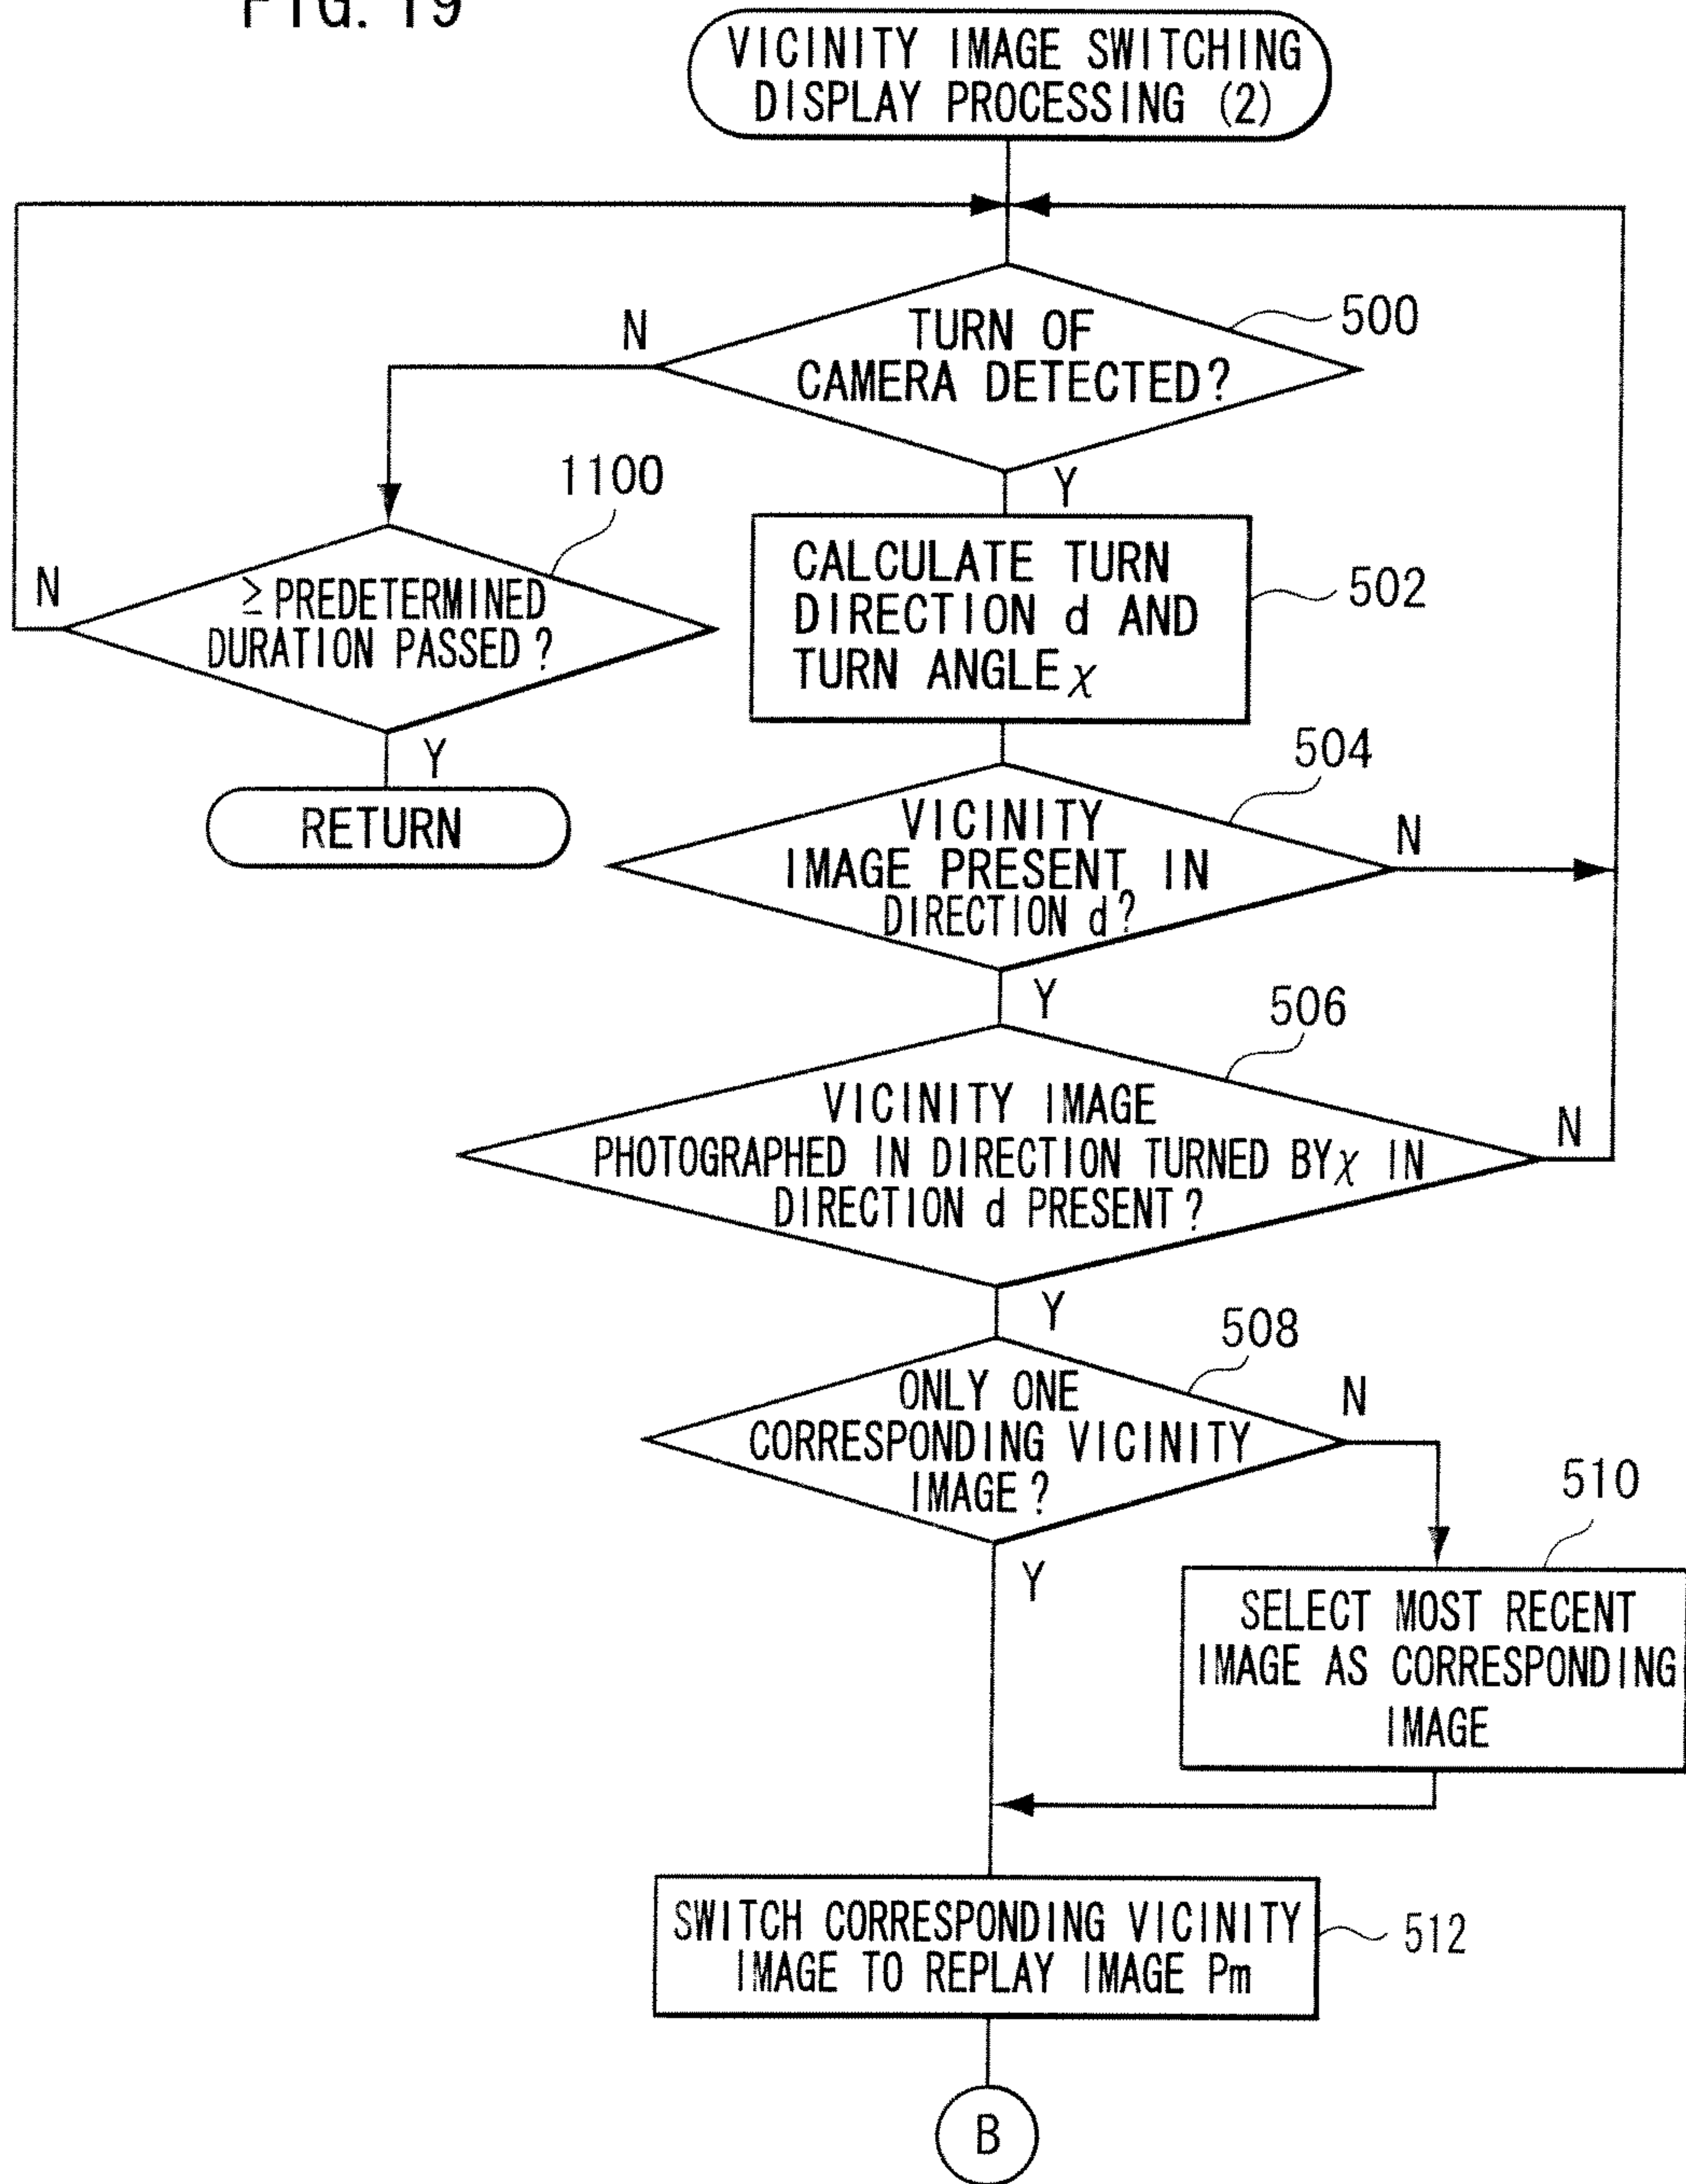 FIG. 19
VICINITY IMAGE SWITCHING
DISPLAY PROCESSING (2)
500
N
TURN OF
CAMERA DETECTED?
Y
1100
N
≥ PREDETERMINED
DURATION PASSED?
Y
RETURN
CALCULATE TURN
DIRECTION d AND
TURN ANGLE χ
502
504
VICINITY
IMAGE PRESENT IN
DIRECTION d?
N
Y
506
VICINITY IMAGE
PHOTOGRAPHED IN DIRECTION TURNED BY χ IN
DIRECTION d PRESENT?
N
Y
508
ONLY ONE
CORRESPONDING VICINITY
IMAGE?
N
Y
510
SELECT MOST RECENT
IMAGE AS CORRESPONDING
IMAGE
SWITCH CORRESPONDING VICINITY
IMAGE TO REPLAY IMAGE Pm
512
B